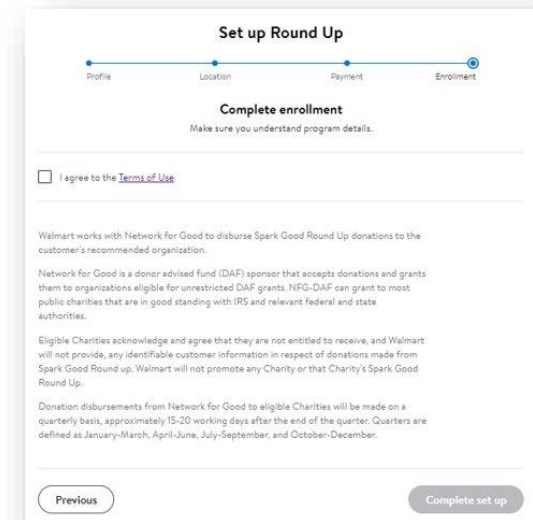 Set up Round Up
Profile Location Payment Enrollment
Complete enrollment
Make sure you understand program details.
I agree to the Terms of Use
Walmart works with Network for Good to disburse Spark Good Round Up donations to the
customer's recommended organization.
Network for Good is a donor advised fund (DAF) sponsor that accepts donations and grants
them to organizations eligible for unrestricted DAF grants. NFG-DAF can grant to most
public charities that are in good standing with IRS and relevant federal and state
authorities.
Eligible Charities acknowledge and agree that they are not entitled to receive, and Walmart
will not provide, any identifiable customer information in respect of donations made from
Spark Good Round up. Walmart will not promote any Charity or that Charity's Spark Good
Round Up.
Donation disbursements from Network for Good to eligible Charities will be made on a
quarterly basis, approximately 15-20 working days after the end of the quarter. Quarters are
defined as January-March, April-June, July-September, and October-December.
Previous Complete set up